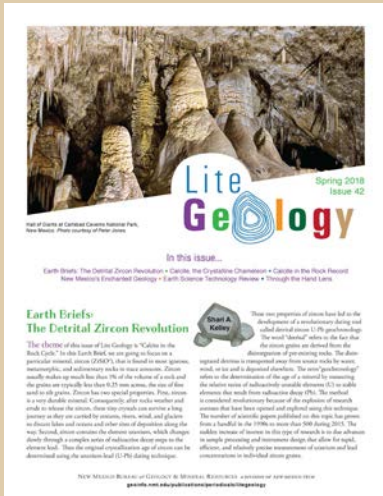 Lite
Geology
Spring 2018
Issue 42
Hall of Giants at Carlsbad Caverns National Park,
New Mexico. Photo courtesy of Peter Jones.
In this issue...
Earth Briefs: The Detrital Zircon Revolution • Calcite, the Crystalline Chameleon • Calcite in the Rock Record
New Mexico's Enchanted Geology • Earth Science Technology Review • Through the Hand Lens
Earth Briefs:
The Detrital Zircon Revolution
Shari A.
Kelley
The theme of this issue of Lite Geology is "Calcite in the
Rock Cycle." In this Earth Brief, we are going to focus on a
particular mineral, zircon (ZrSiO⁴), that is found in most igneous,
metamorphic, and sedimentary rocks in trace amounts. Zircon
usually makes up much less than 1% of the volume of a rock and
the grains are typically less than 0.25 mm across, the size of fine
sand to silt grains. Zircon has two special properties. First, zircon
is a very durable mineral. Consequently, after rocks weather and
erode to release the zircon, these tiny crystals can survive a long
journey as they are carried by streams, rivers, wind, and glaciers
to distant lakes and oceans and other sites of deposition along the
way. Second, zircon contains the element uranium, which changes
slowly through a complex series of radioactive decay steps to the
element lead. Thus the original crystallization age of zircon can be
determined using the uranium-lead (U-Pb) dating technique.
These two properties of zircon have led to the
development of a revolutionary dating tool
called detrital zircon U-Pb geochronology.
The word "detrital" refers to the fact that
the zircon grains are derived from the
disintegration of pre-existing rocks. The disin-
tegrated detritus is transported away from source rocks by water,
wind, or ice and is deposited elsewhere. The term "geochronology"
refers to the determination of the age of a mineral by measuring
the relative ratios of radioactively unstable elements (U) to stable
elements that result from radioactive decay (Pb). The method
is considered revolutionary because of the explosion of research
avenues that have been opened and explored using this technique.
The number of scientific papers published on this topic has grown
from a handful in the 1990s to more than 500 during 2015. The
sudden increase of interest in this type of research is due to advances
in sample processing and instrument design that allow for rapid,
efficient, and relatively precise measurements of uranium and lead
concentrations in individual zircon grains.
New Mexico Bureau of Geology & Mineral Resources A Division of New Mexico Tech
geoinfo.nmt.edu/publications/periodicals/litegeology